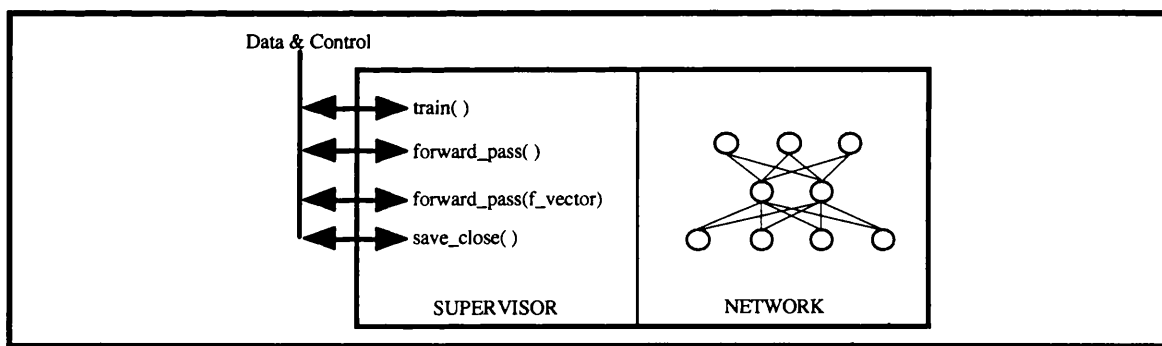 Data & Control
train( )
forward_pass( )
forward_pass(f_vector)
save_close( )
SUPERVISOR
NETWORK